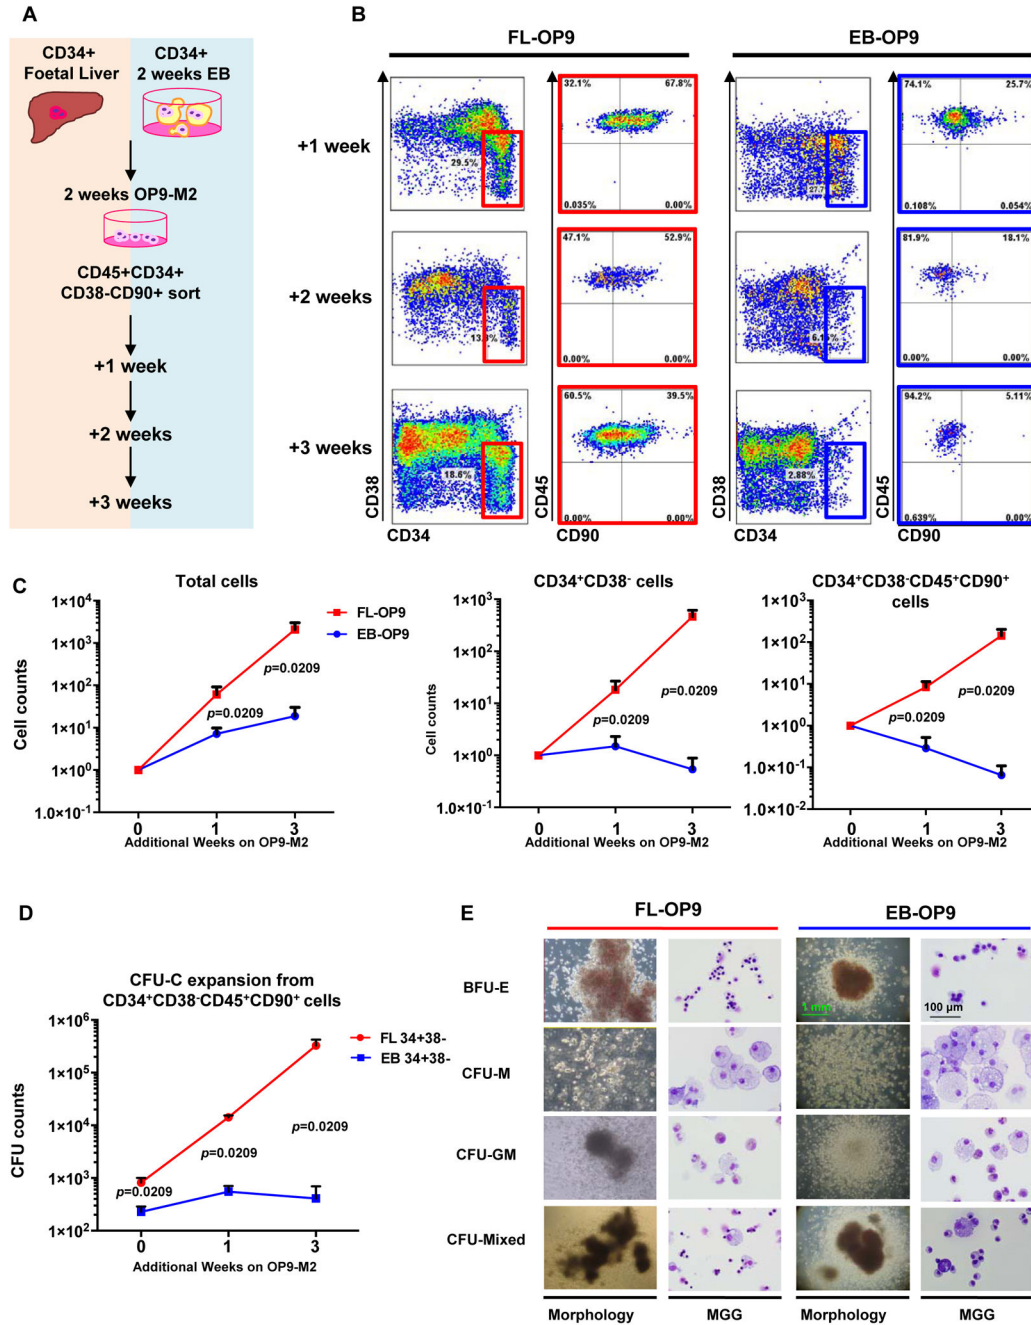 A
CD34+
Foetal Liver
CD34+
2 weeks EB
2 weeks OP9-M2
CD45+CD34+
CD38-CD90+ sort
+1 week
+2 weeks
+3 weeks
B
FL-OP9
EB-OP9
+1 week
29.5%
32.1%
67.8%
0.035%
0.00%
74.1%
25.7%
0.108%
0.054%
+2 weeks
47.1%
52.9%
0.00%
0.00%
81.9%
18.1%
0.00%
0.00%
+3 weeks
18.6%
60.5%
39.5%
0.00%
0.00%
2.88%
94.2%
5.11%
0.639%
0.00%
CD38
CD34
CD45
CD90
CD38
CD34
CD45
CD90
C
Total cells
1×10⁴
1×10³
1×10²
1×10¹
1×10⁰
1.0×10⁻¹
Cell counts
FL-OP9
EB-OP9
p=0.0209
p=0.0209
0
1
3
Additional Weeks on OP9-M2
CD34⁺CD38⁻ cells
1×10³
1×10²
1×10¹
1×10⁰
1.0×10⁻¹
Cell counts
p=0.0209
p=0.0209
0
1
3
Additional Weeks on OP9-M2
CD34⁺CD38⁻CD45⁺CD90⁺
cells
1×10³
1×10²
1×10¹
1×10⁰
1.0×10⁻¹
1.0×10⁻²
p=0.0209
p=0.0209
0
1
3
Additional Weeks on OP9-M2
D
CFU-C expansion from
CD34⁺CD38⁻CD45⁺CD90⁺ cells
1×10⁶
1×10⁵
1×10⁴
1×10³
1×10²
CFU counts
FL 34+38-
EB 34+38-
p=0.0209
p=0.0209
p=0.0209
0
1
3
Additional Weeks on OP9-M2
E
FL-OP9
EB-OP9
BFU-E
1 mm
100 µm
CFU-M
CFU-GM
CFU-Mixed
Morphology
MGG
Morphology
MGG